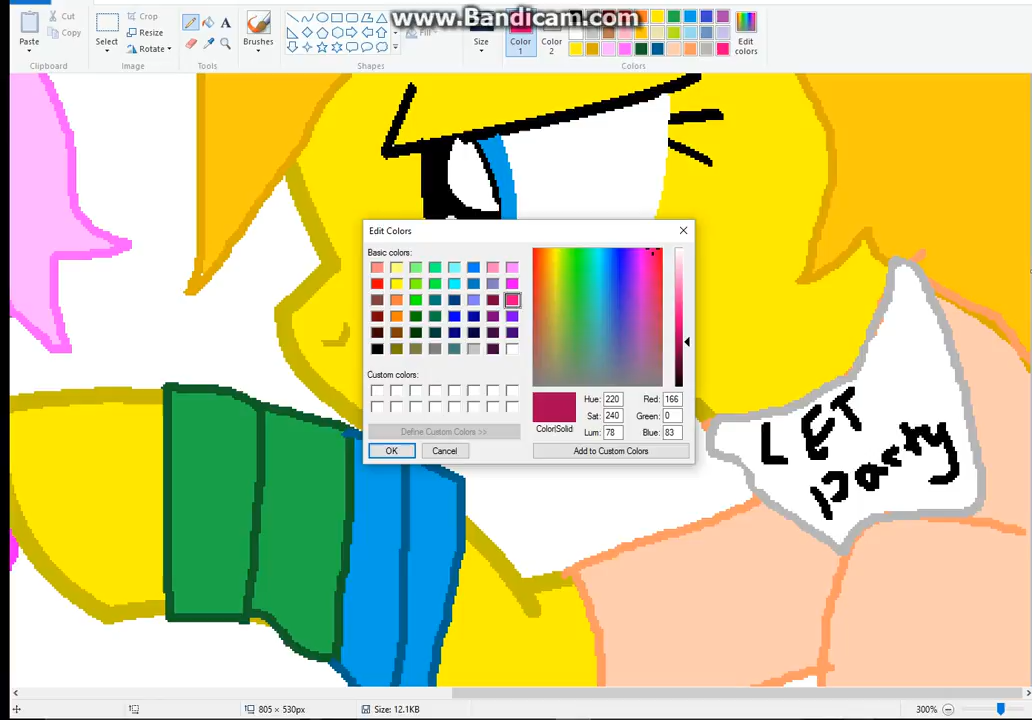 www.Bandicam.com
Paste
Cut
Copy
Clipboard
Select
Crop
Resize
Rotate
Image
A
Tools
Brushes
Fill
Shapes
Size
Color
1
Color
2
Edit
colors
Colors
Edit Colors
Basic colors:
Custom colors:
Define Custom Colors >>
OK
Cancel
Color|Solid
Hue: 220
Sat: 240
Lum: 78
Red: 166
Green: 0
Blue: 83
Add to Custom Colors
LET
party
805 × 530px
Size: 12.1KB
300%